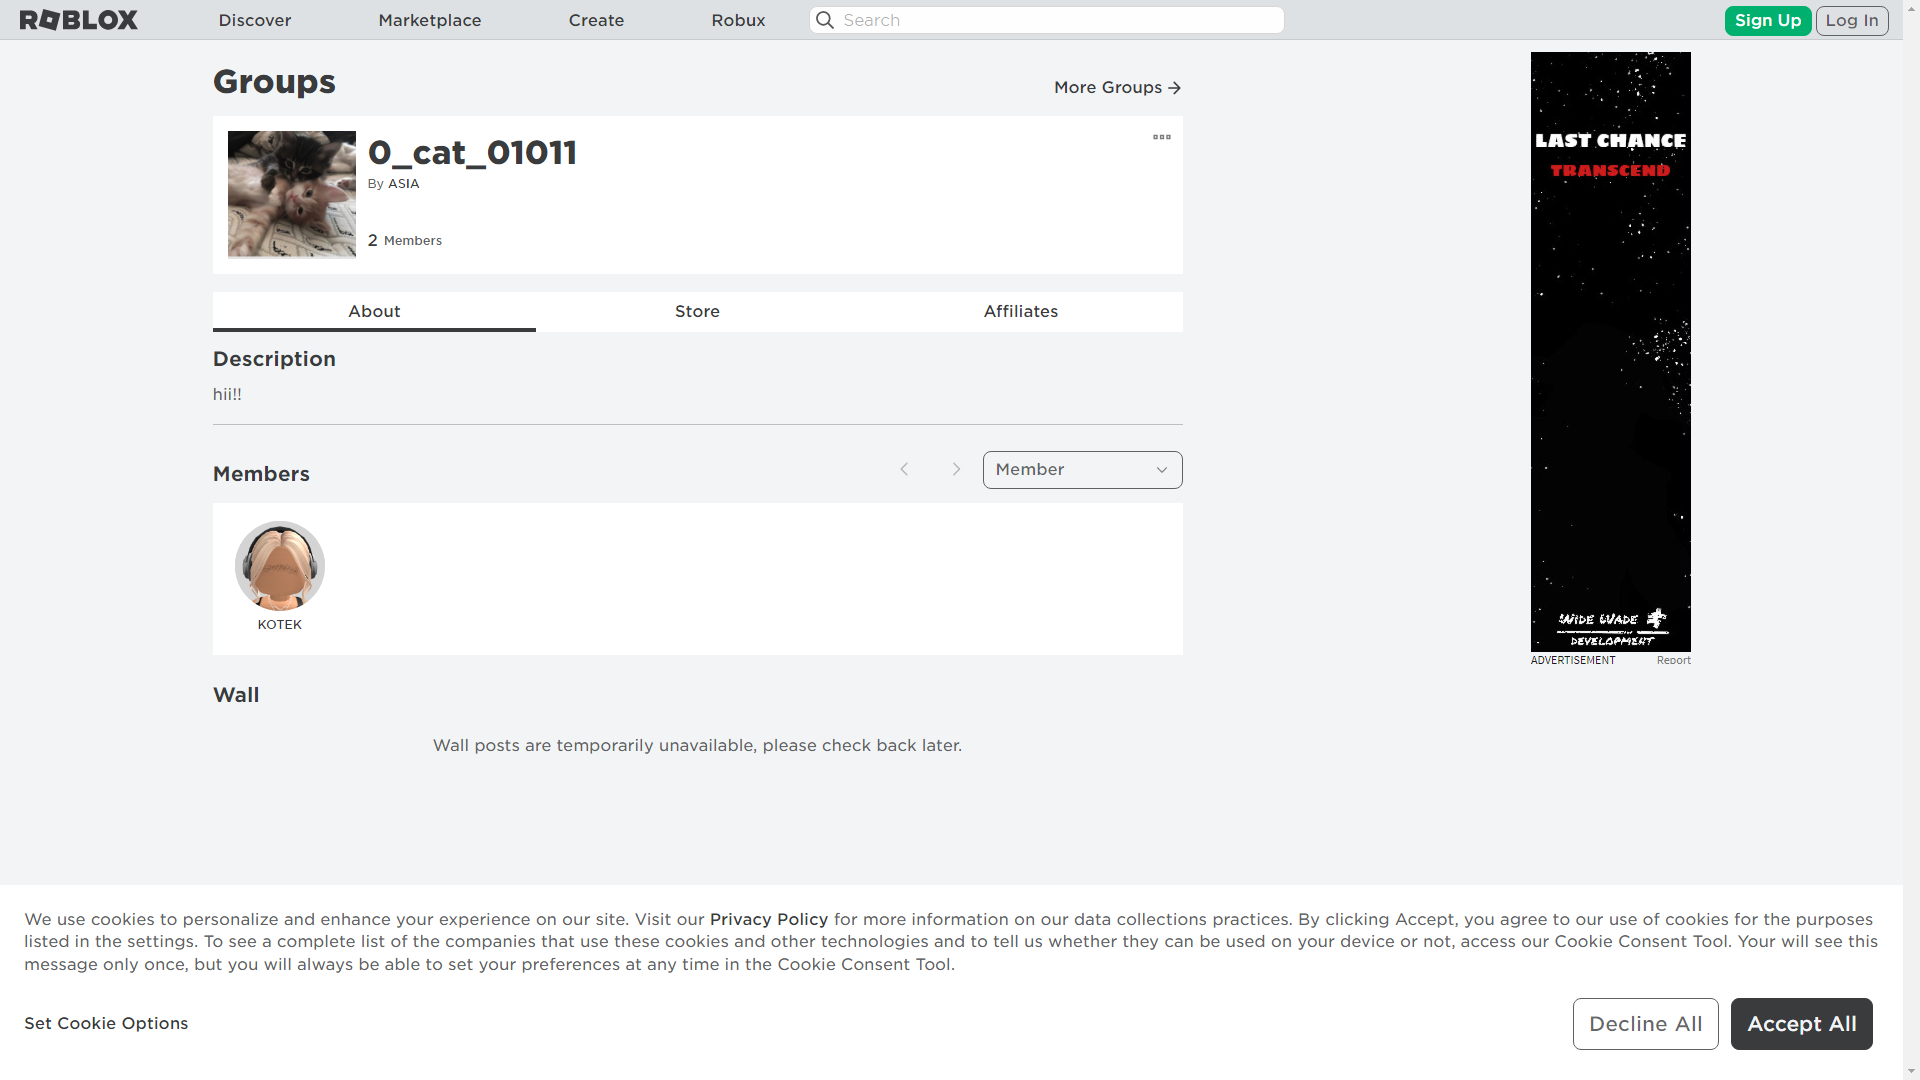 ROBLOX
Discover
Marketplace
Create
Robux
Search
Sign Up
Log In
Groups
More Groups
0_cat_01011
By ASIA
2 Members
About
Store
Affiliates
Description
hii!!
Members
Member
KOTEK
Wall
Wall posts are temporarily unavailable, please check back later.
LAST CHANCE
TRANSCEND
WIDE WADE
DEVELOPMENT
ADVERTISEMENT
Report
We use cookies to personalize and enhance your experience on our site. Visit our Privacy Policy for more information on our data collections practices. By clicking Accept, you agree to our use of cookies for the purposes
listed in the settings. To see a complete list of the companies that use these cookies and other technologies and to tell us whether they can be used on your device or not, access our Cookie Consent Tool. Your will see this
message only once, but you will always be able to set your preferences at any time in the Cookie Consent Tool.
Set Cookie Options
Decline All
Accept All